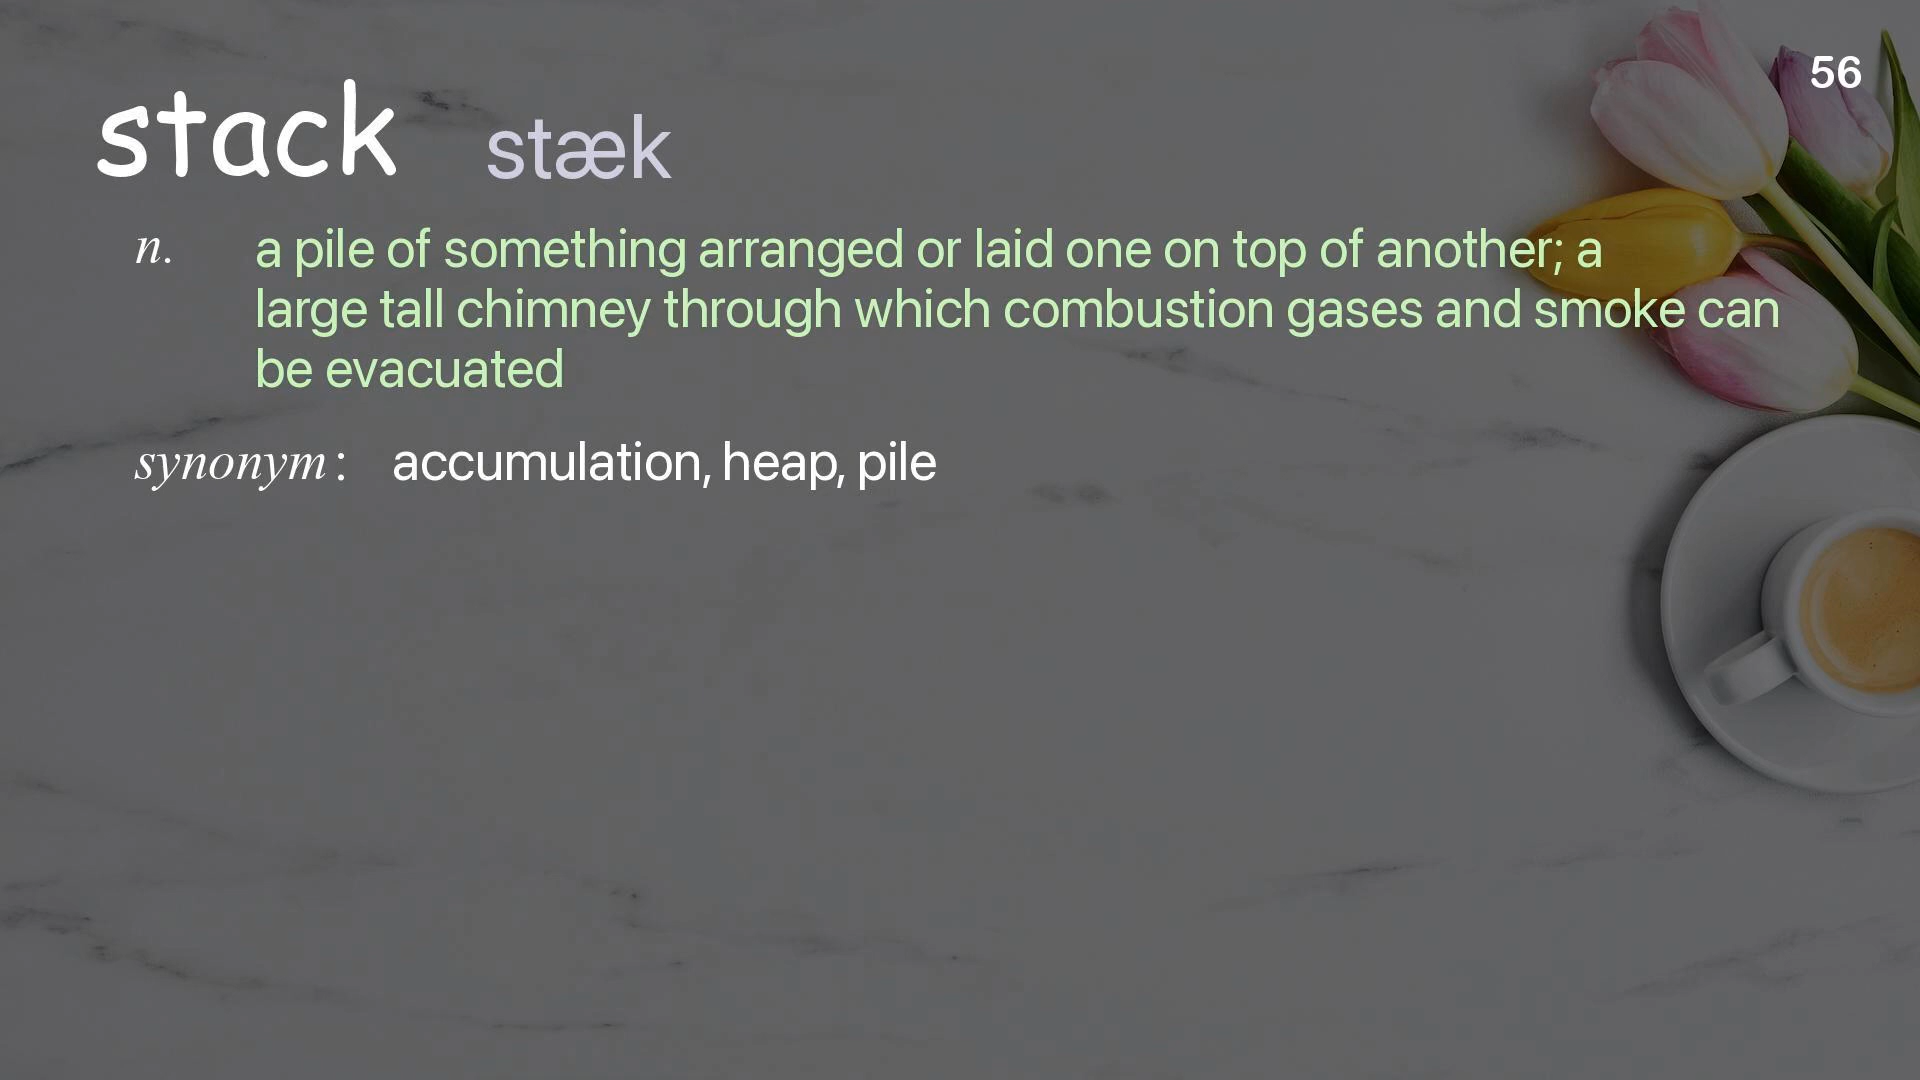 56
stack stæk
n. a pile of something arranged or laid one on top of another; a
large tall chimney through which combustion gases and smoke can
be evacuated
synonym: accumulation, heap, pile